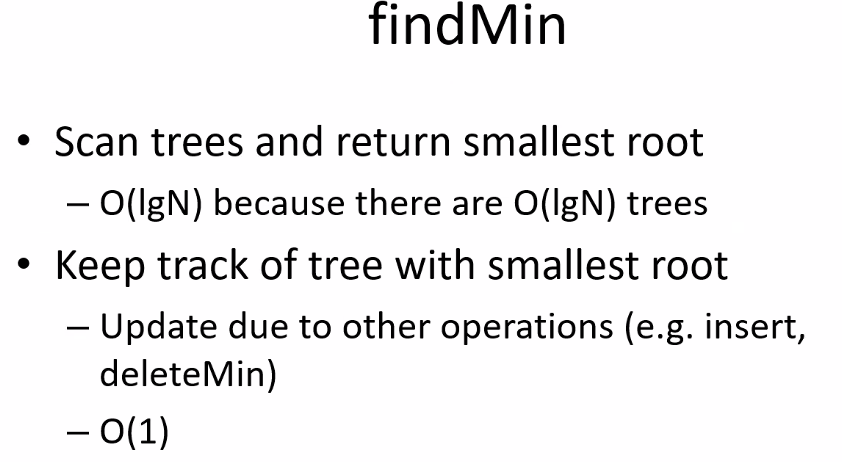 findMin
• Scan trees and return smallest root
– O(lgN) because there are O(lgN) trees
• Keep track of tree with smallest root
– Update due to other operations (e.g. insert,
deleteMin)
– O(1)